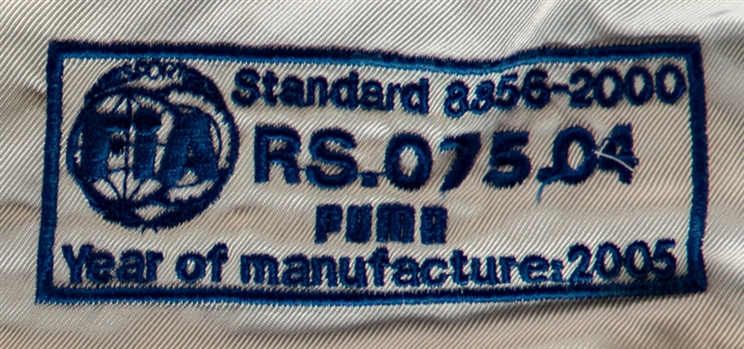 FIA
Standard 8856-2000
RS.075.04
PUMA
Year of manufacture:2005